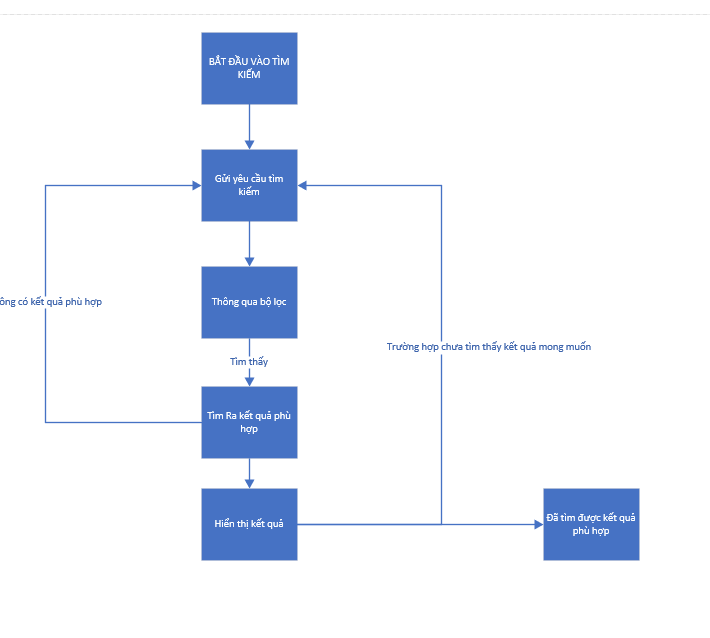 BẮT ĐẦU VÀO TÌM
KIẾM
Gửi yêu cầu tìm
kiếm
Thông qua bộ lọc
có kết quả phù hợp
Tìm thấy
Trường hợp chưa tìm thấy kết quả mong muốn
Tìm Ra kết quả phù
hợp
Hiển thị kết quả
Đã tìm được kết quả
phù hợp